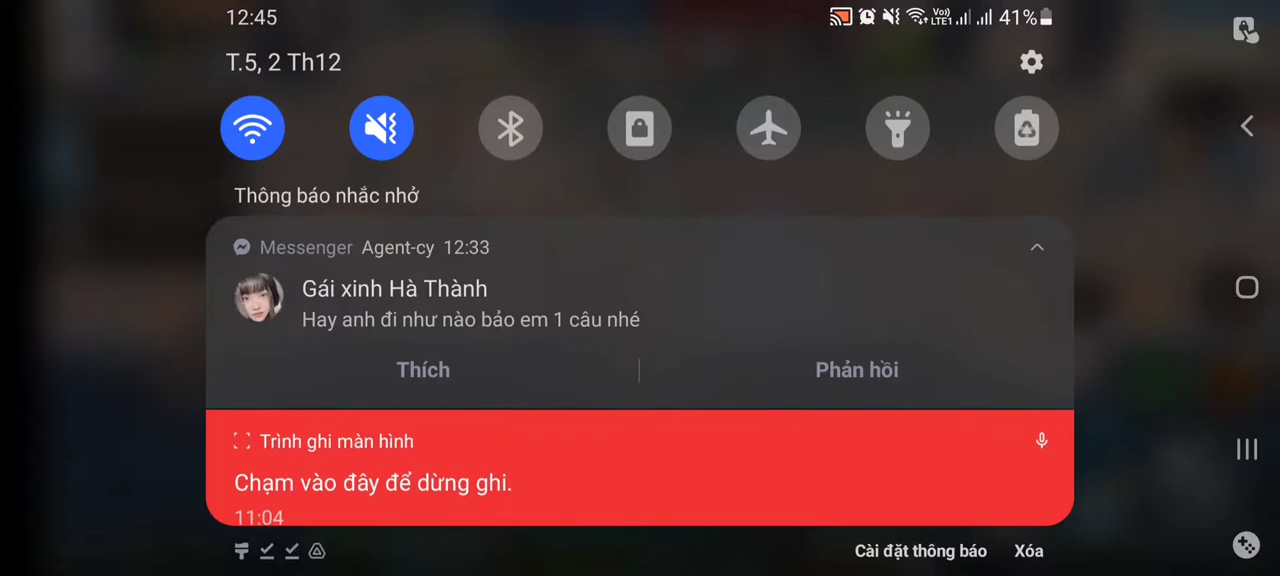 12:45
Vo)) LTE1 41%
T.5, 2 Th12
Thông báo nhắc nhở
Messenger Agent-cy 12:33
Gái xinh Hà Thành
Hay anh đi như nào bảo em 1 câu nhé
Thích Phản hồi
Trình ghi màn hình
Chạm vào đây để dừng ghi.
11:04
Cài đặt thông báo Xóa